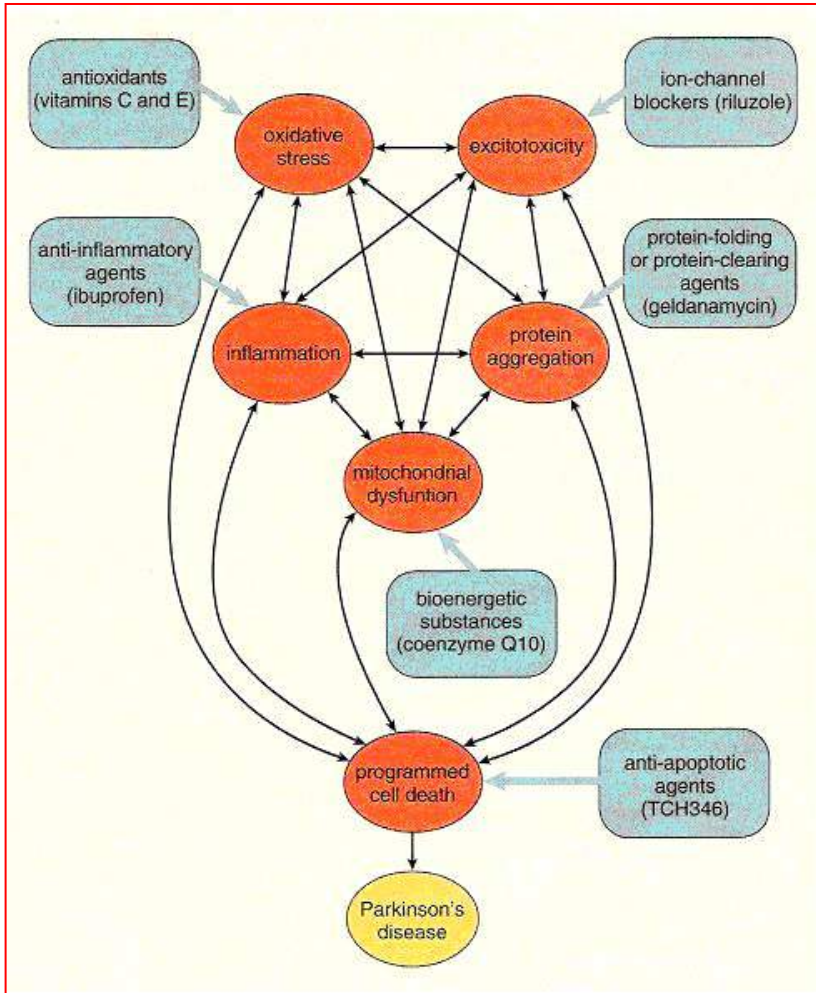 antioxidants
(vitamins C and E)
ion-channel
blockers (riluzole)
oxidative
stress
excitotoxicity
anti-inflammatory
agents
(ibuprofen)
protein-folding
or protein-clearing
agents
(geldanamycin)
inflammation
protein
aggregation
mitochondrial
dysfuntion
bioenergetic
substances
(coenzyme Q10)
programmed
cell death
anti-apoptotic
agents
(TCH346)
Parkinson's
disease